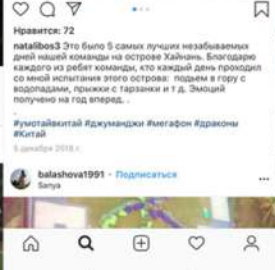 Нравится: 72
natalibos3 Это было 5 самых лучших незабываемых
дней нашей команды на острове Хайнань. Благодарю
каждого из ребят команды, кто каждый день проходил
со мной испытания этого острова: подъем в гору с
водопадами, прыжки с тарзанки и т д. Эмоций
получено на год вперед. .
.
#умотайвкитай #джуманджи #мегафон #драконы
#Китай
5 декабря 2018 г.
balashova1991 · Подписаться
Sanya